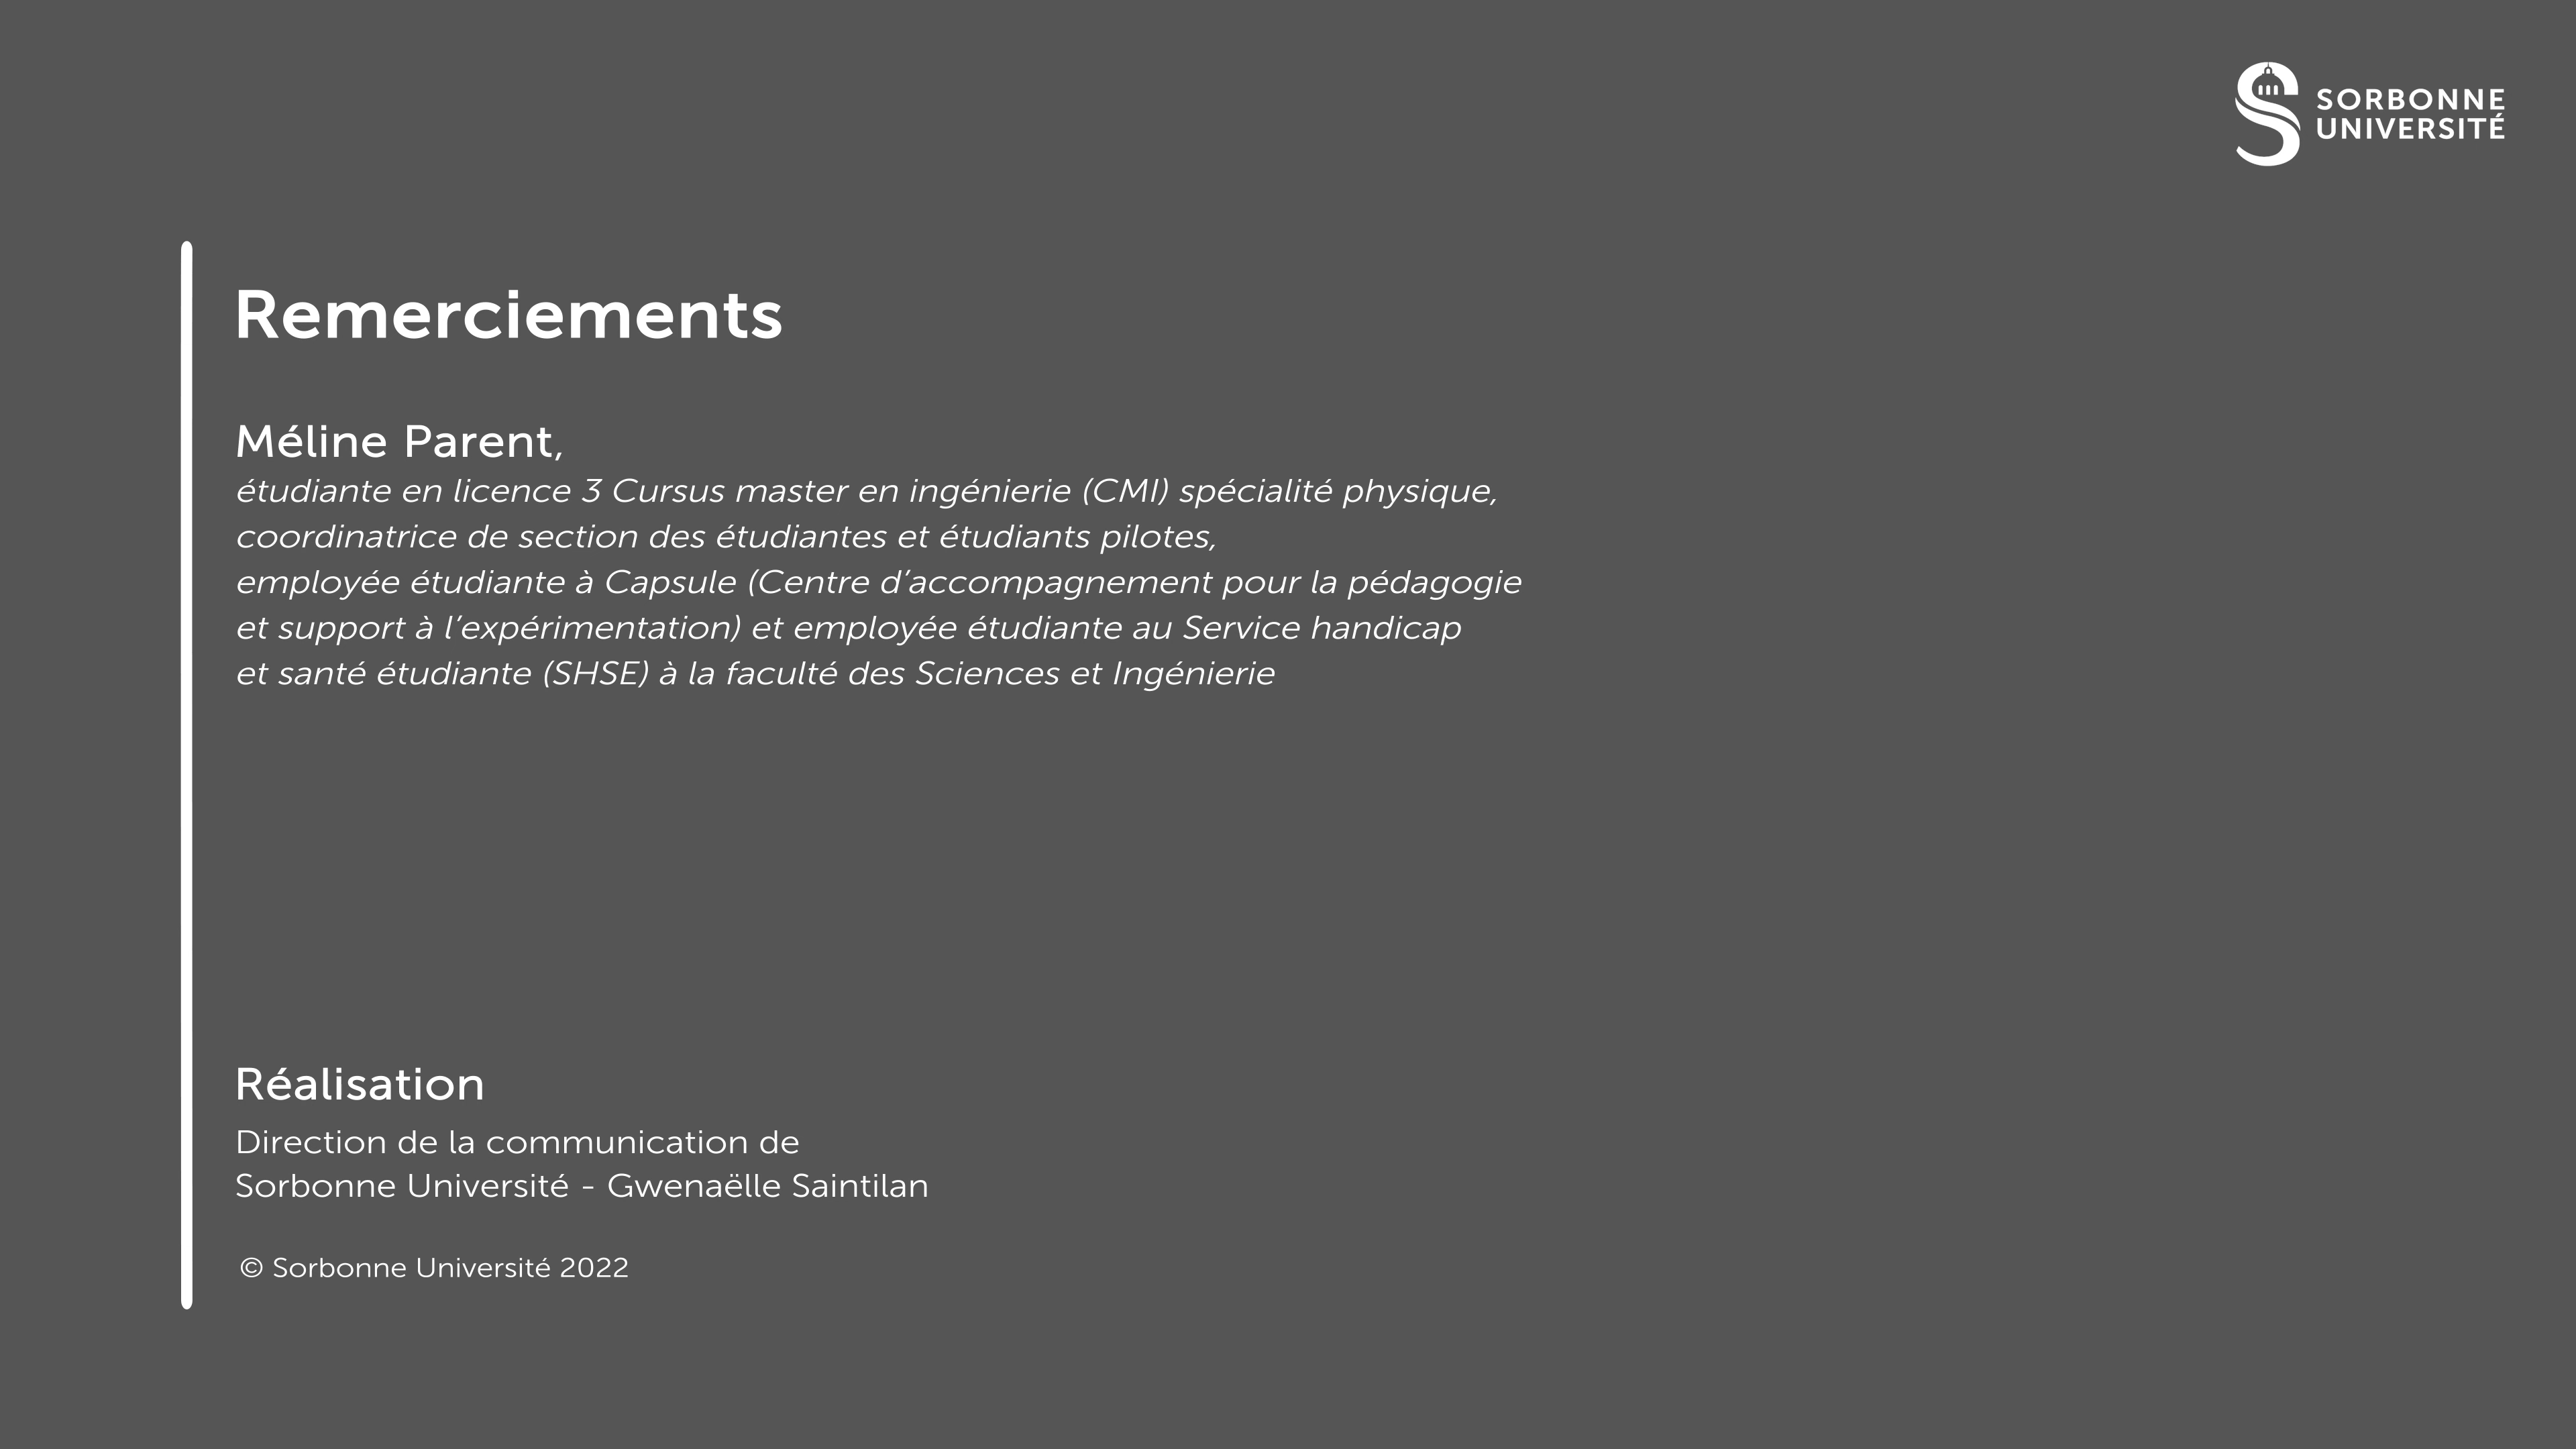 SORBONNE
UNIVERSITÉ
Remerciements
Méline Parent,
étudiante en licence 3 Cursus master en ingénierie (CMI) spécialité physique,
coordinatrice de section des étudiantes et étudiants pilotes,
employée étudiante à Capsule (Centre d’accompagnement pour la pédagogie
et support à l’expérimentation) et employée étudiante au Service handicap
et santé étudiante (SHSE) à la faculté des Sciences et Ingénierie
Réalisation
Direction de la communication de
Sorbonne Université - Gwenaëlle Saintilan
© Sorbonne Université 2022